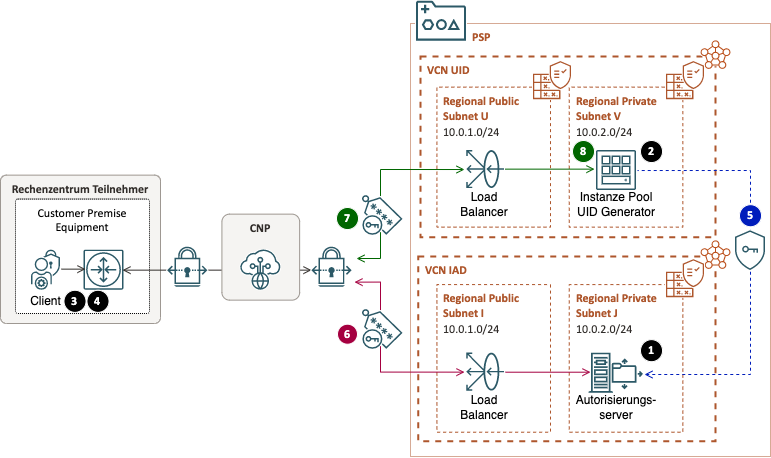 PSP
VCN UID
Regional Public
Subnet U
10.0.1.0/24
Regional Private
Subnet V
10.0.2.0/24
8
2
Load
Balancer
Instanze Pool
UID Generator
Rechenzentrum Teilnehmer
Customer Premise
Equipment
Client
3
4
CNP
7
****
5
VCN IAD
Regional Public
Subnet I
10.0.1.0/24
Regional Private
Subnet J
10.0.2.0/24
6
****
1
Load
Balancer
Autorisierungs-
server